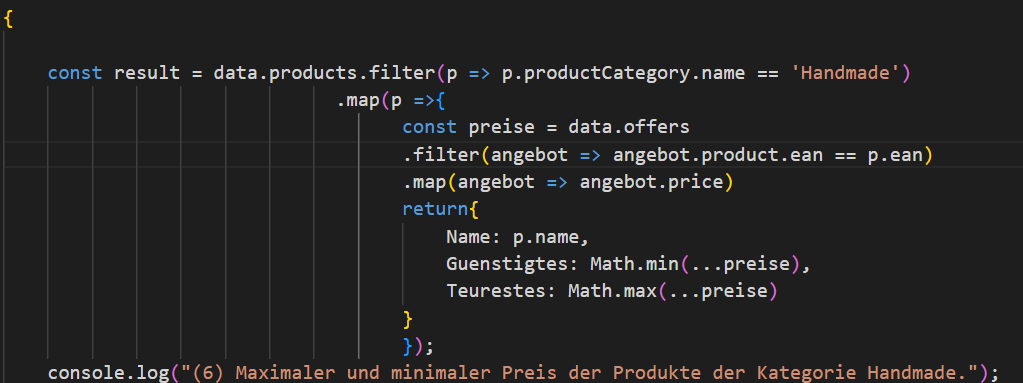 {
const result = data.products.filter(p => p.productCategory.name == 'Handmade')
.map(p =>{
const preise = data.offers
.filter(angebot => angebot.product.ean == p.ean)
.map(angebot => angebot.price)
return{
Name: p.name,
Guenstigtes: Math.min(...preise),
Teurestes: Math.max(...preise)
}
});
console.log("(6) Maximaler und minimaler Preis der Produkte der Kategorie Handmade.");